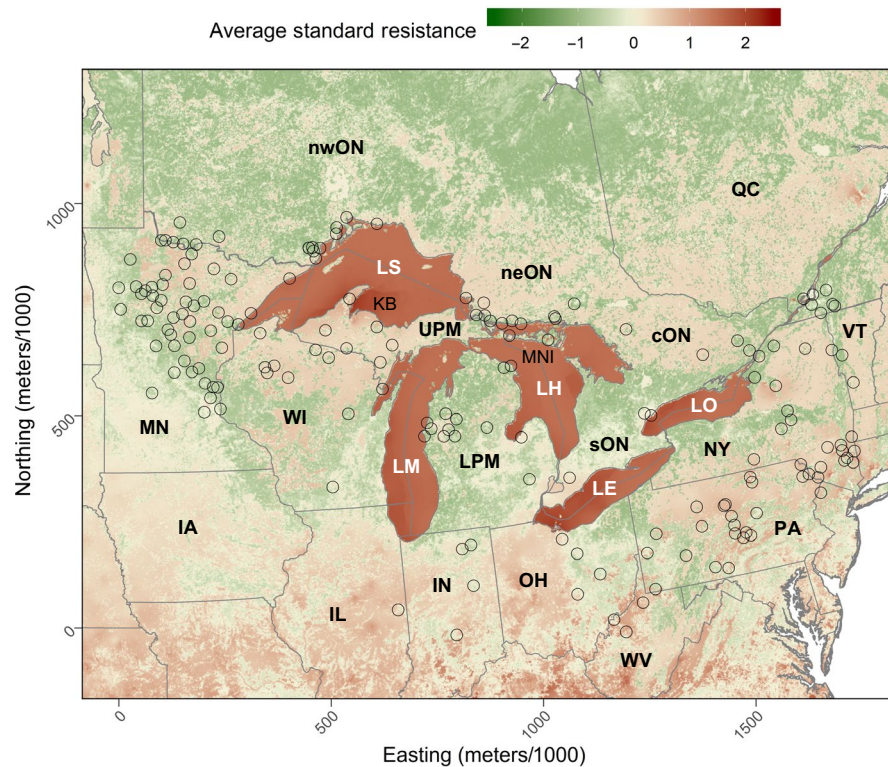 Average standard resistance
−2 −1 0 1 2
nwON
QC
1000
LS
neON
KB
UPM
cON
VT
MNI
LH
LO
500
MN
WI
sON
NY
LM
LPM
LE
IA
PA
IN
OH
IL
0
WV
0 500 1000 1500
Easting (meters/1000)
Northing (meters/1000)